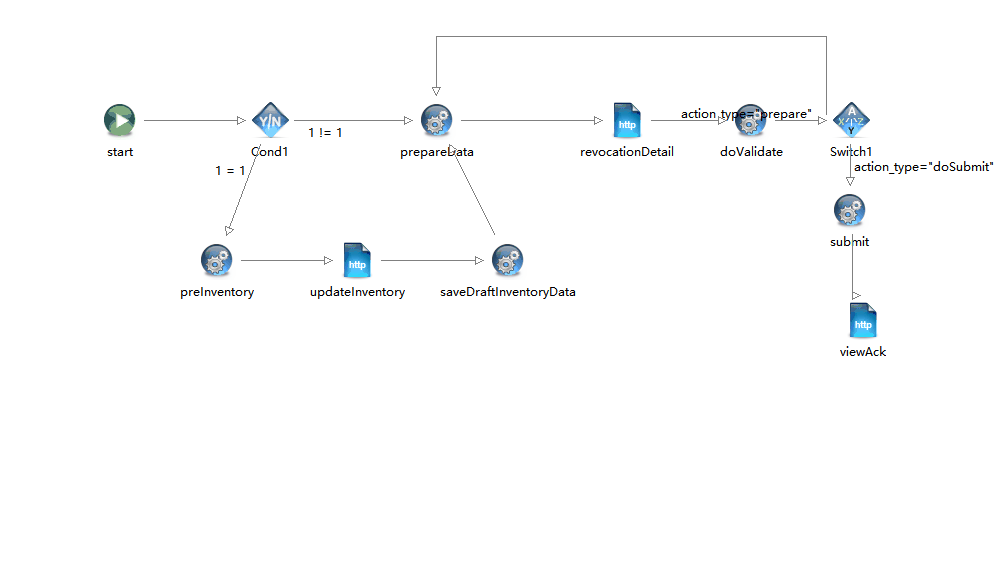 action_type="prepare"
Y/N
1 != 1
http
A
X/\Z
Y
start
Cond1
prepareData
revocationDetail
doValidate
Switch1
1 = 1
action_type="doSubmit"
submit
http
preInventory
updateInventory
saveDraftInventoryData
http
viewAck